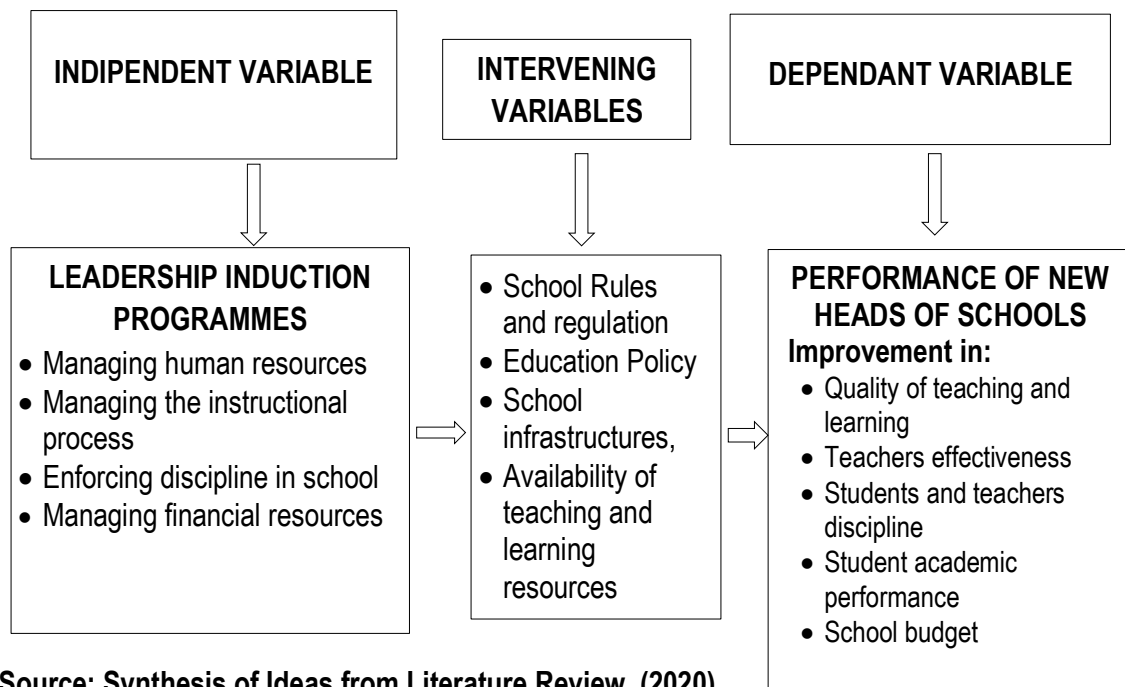 INDIPENDENT VARIABLE
INTERVENING
VARIABLES
DEPENDANT VARIABLE
LEADERSHIP INDUCTION
PROGRAMMES
• Managing human resources
• Managing the instructional
process
• Enforcing discipline in school
• Managing financial resources
• School Rules
and regulation
• Education Policy
• School
infrastructures,
• Availability of
teaching and
learning
resources
PERFORMANCE OF NEW
HEADS OF SCHOOLS
Improvement in:
• Quality of teaching and
learning
• Teachers effectiveness
• Students and teachers
discipline
• Student academic
performance
• School budget
Source: Synthesis of Ideas from Literature Review, (2020)